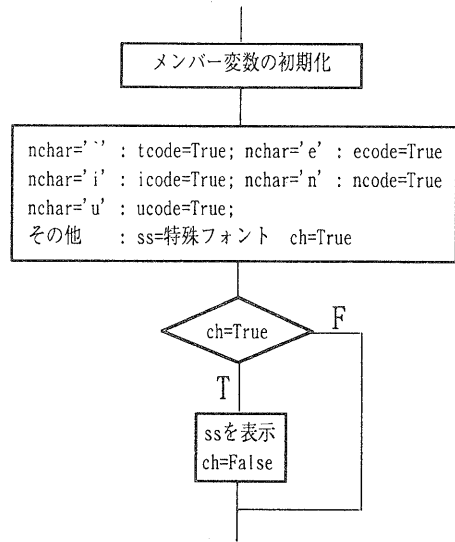 メンバー変数の初期化
nchar='`' : tcode=True; nchar='e' : ecode=True
nchar='i' : icode=True; nchar='n' : ncode=True
nchar='u' : ucode=True;
その他 : ss=特殊フォント ch=True
ch=True
F
T
ssを表示
ch=False